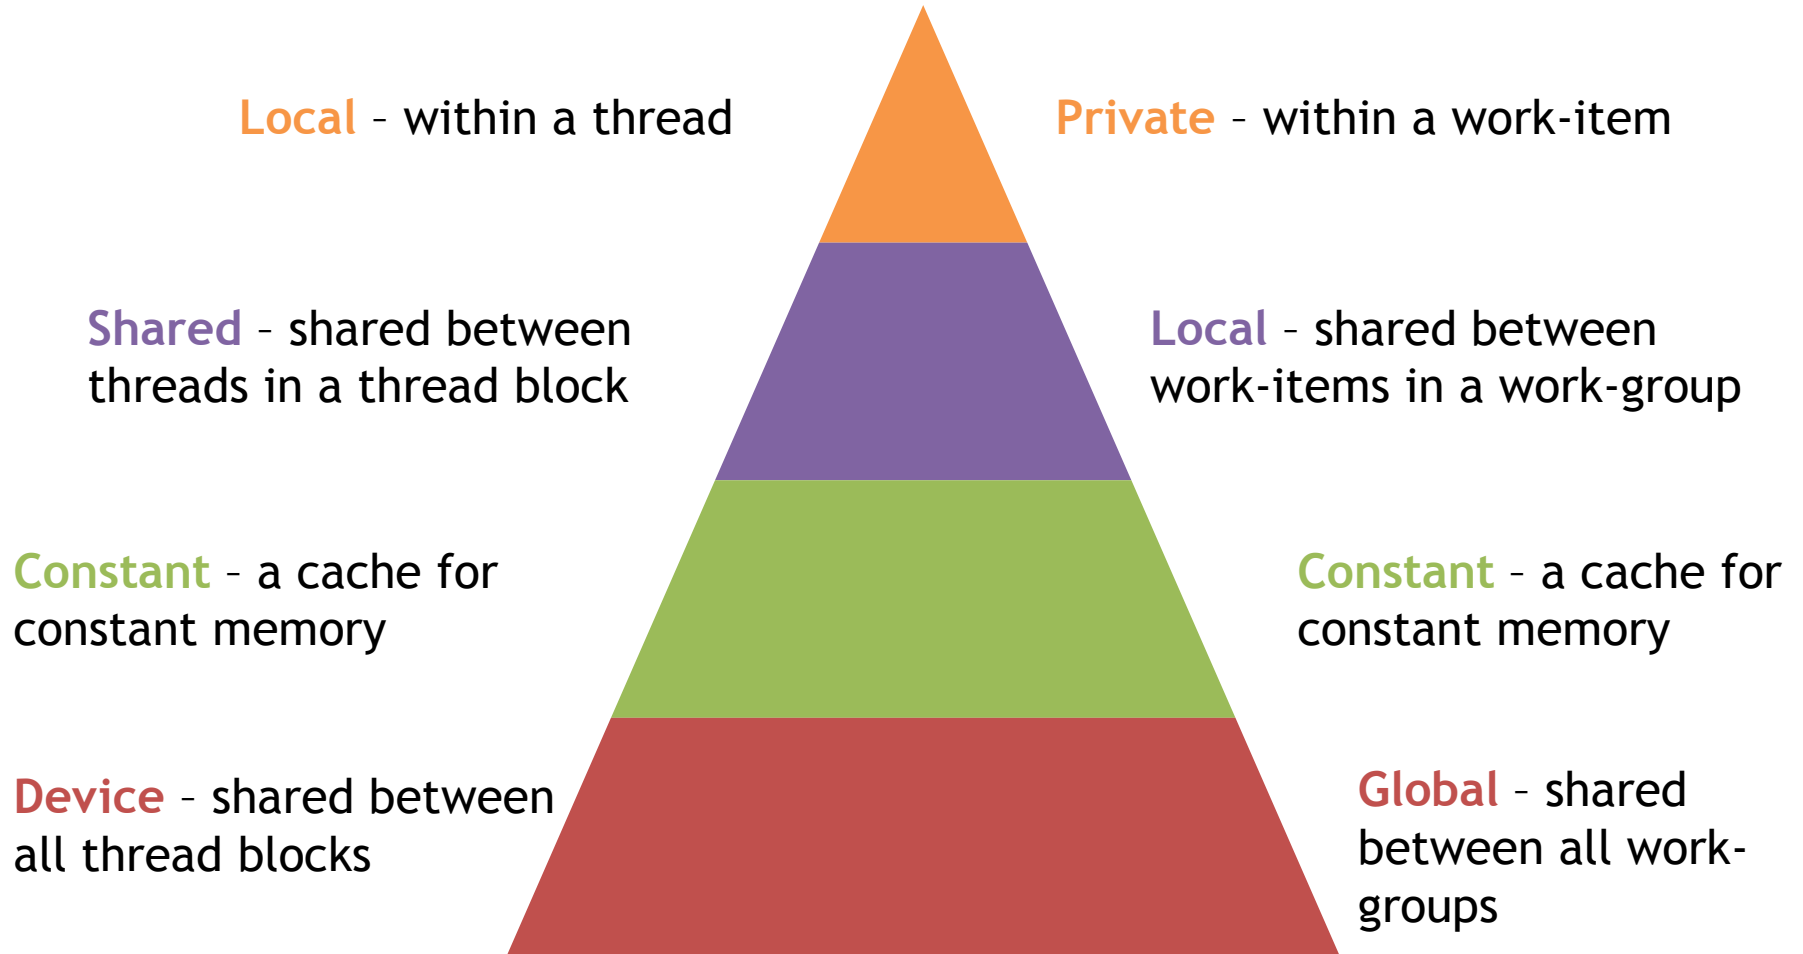 Local – within a thread
Private – within a work-item
Shared – shared between
threads in a thread block
Local – shared between
work-items in a work-group
Constant – a cache for
constant memory
Constant – a cache for
constant memory
Device – shared between
all thread blocks
Global – shared
between all work-
groups